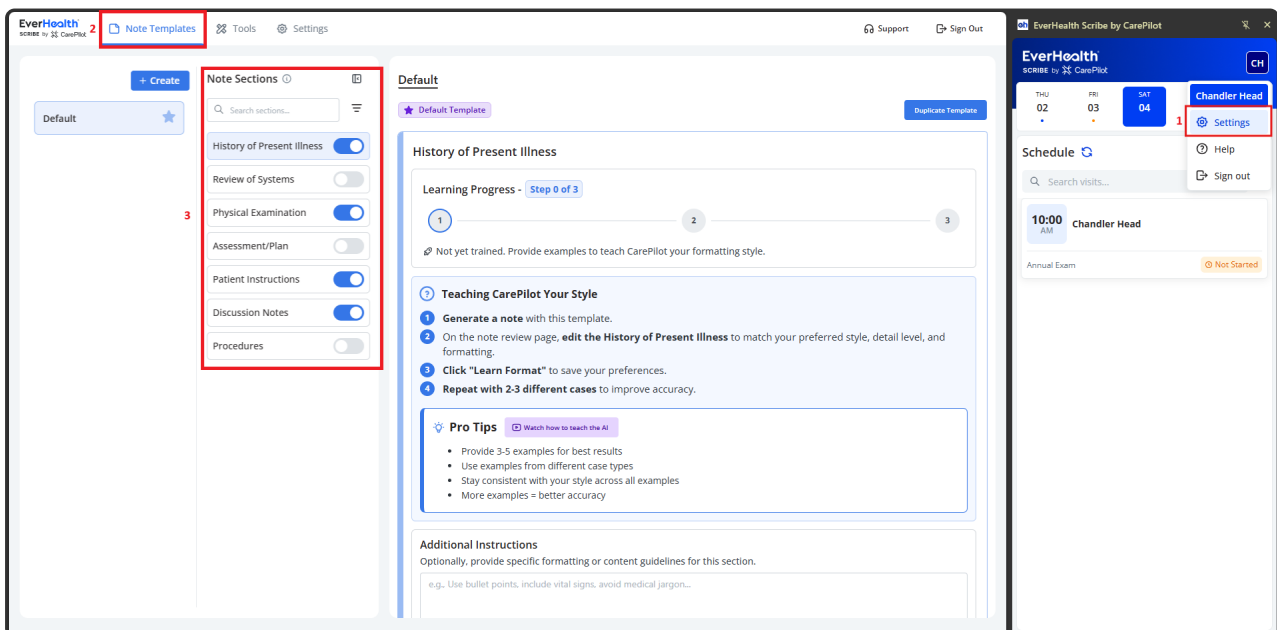 EverHealth
SCRIBE by CarePilot
2
Note Templates
Tools
Settings
Support
Sign Out
+ Create
Default
Note Sections
Search sections...
History of Present Illness
Review of Systems
3
Physical Examination
Assessment/Plan
Patient Instructions
Discussion Notes
Procedures
Default
Default Template
Duplicate Template
History of Present Illness
Learning Progress - Step 0 of 3
1
2
3
Not yet trained. Provide examples to teach CarePilot your formatting style.
? Teaching CarePilot Your Style
1 Generate a note with this template.
2 On the note review page, edit the History of Present Illness to match your preferred style, detail level, and
formatting.
3 Click "Learn Format" to save your preferences.
4 Repeat with 2-3 different cases to improve accuracy.
Pro Tips Watch how to teach the AI
• Provide 3-5 examples for best results
• Use examples from different case types
• Stay consistent with your style across all examples
• More examples = better accuracy
Additional Instructions
Optionally, provide specific formatting or content guidelines for this section.
e.g., Use bullet points, include vital signs, avoid medical jargon...
eh EverHealth Scribe by CarePilot
EverHealth
SCRIBE by CarePilot
CH
THU
02
FRI
03
SAT
04
Chandler Head
1
Settings
Help
Sign out
Schedule
Search visits...
10:00
AM
Chandler Head
Annual Exam
Not Started